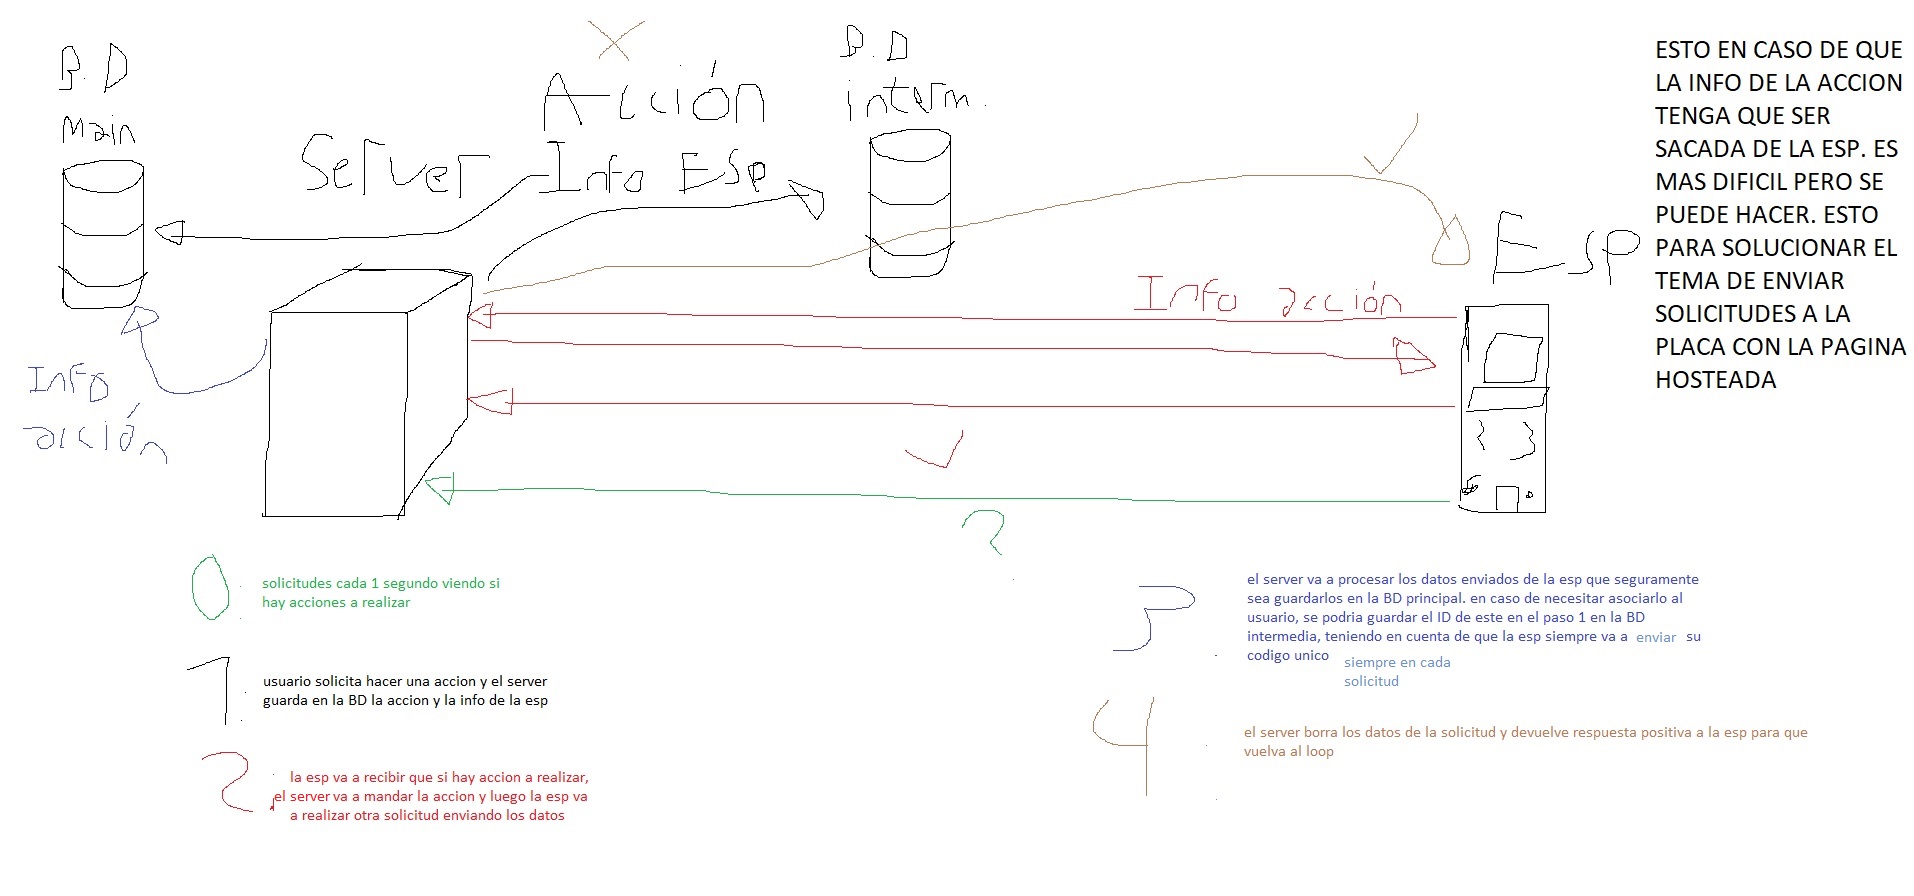 B.D
main
Server
Acción
Info ESP
B.D
interm.
ESTO EN CASO DE QUE
LA INFO DE LA ACCION
TENGA QUE SER
SACADA DE LA ESP. ES
MAS DIFICIL PERO SE
PUEDE HACER. ESTO
PARA SOLUCIONAR EL
TEMA DE ENVIAR
SOLICITUDES A LA
PLACA CON LA PAGINA
HOSTEADA
Esp
Info acción
Info
acción
?
0.
solicitudes cada 1 segundo viendo si
hay acciones a realizar
1.
usuario solicita hacer una accion y el server
guarda en la BD la accion y la info de la esp
2.
la esp va a recibir que si hay accion a realizar,
el server va a mandar la accion y luego la esp va
a realizar otra solicitud enviando los datos
3.
el server va a procesar los datos enviados de la esp que seguramente
sea guardarlos en la BD principal. en caso de necesitar asociarlo al
usuario, se podria guardar el ID de este en el paso 1 en la BD
intermedia, teniendo en cuenta de que la esp siempre va a enviar su
codigo unico
siempre en cada
solicitud
4.
el server borra los datos de la solicitud y devuelve respuesta positiva a la esp para que
vuelva al loop